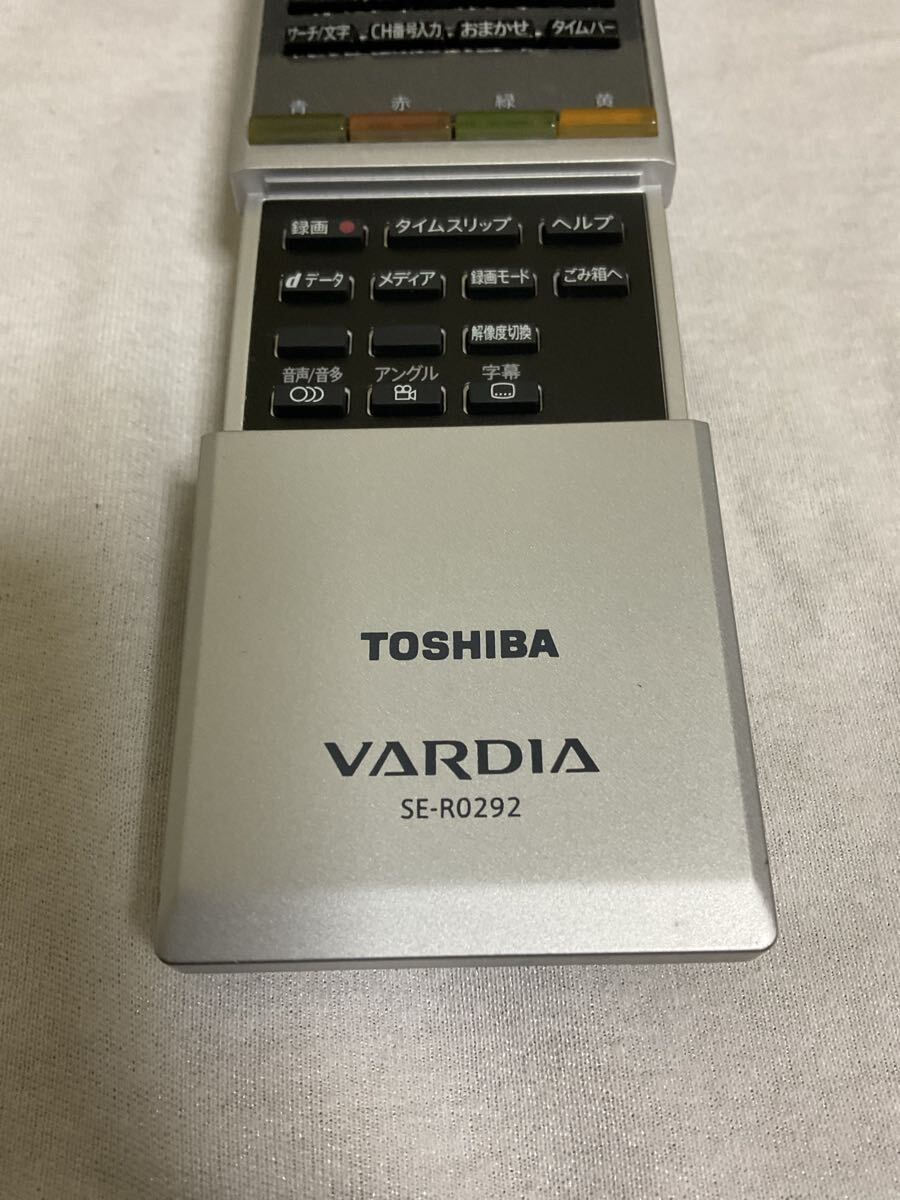 サーチ/文字 CH番号入力 おまかせ タイムバー
青 赤 緑 黄
録画 タイムスリップ ヘルプ
dデータ メディア 録画モード ごみ箱へ
解像度切換
音声/音多 アングル 字幕
TOSHIBA
VARDIA
SE-R0292